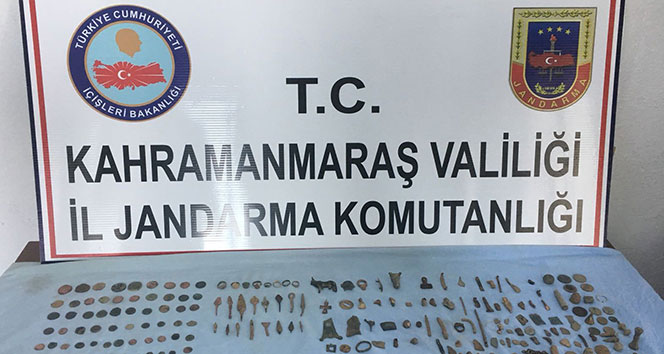 TÜRKİYE CUMHURİYETİ
İÇİŞLERİ BAKANLIĞI
JANDARMA
T.C.
KAHRAMANMARAŞ VALİLİĞİ
İL JANDARMA KOMUTANLIĞI